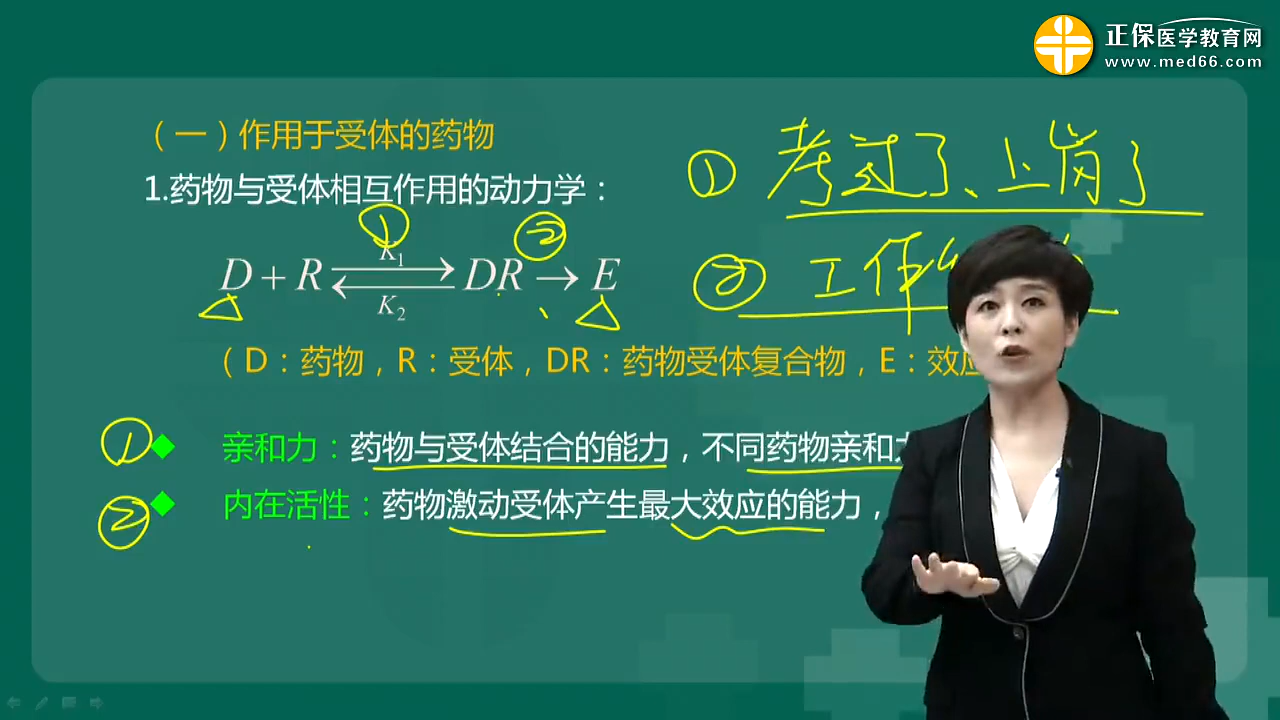 正保医学教育网
www.med66.com
（一）作用于受体的药物
① 考过了、上岗了
1.药物与受体相互作用的动力学：
① ②
K₁
D + R ⇌ DR → E
K₂
② 工作
（D：药物，R：受体，DR：药物受体复合物，E：效应
① ◆ 亲和力：药物与受体结合的能力，不同药物亲和力
② ◆ 内在活性：药物激动受体产生最大效应的能力，